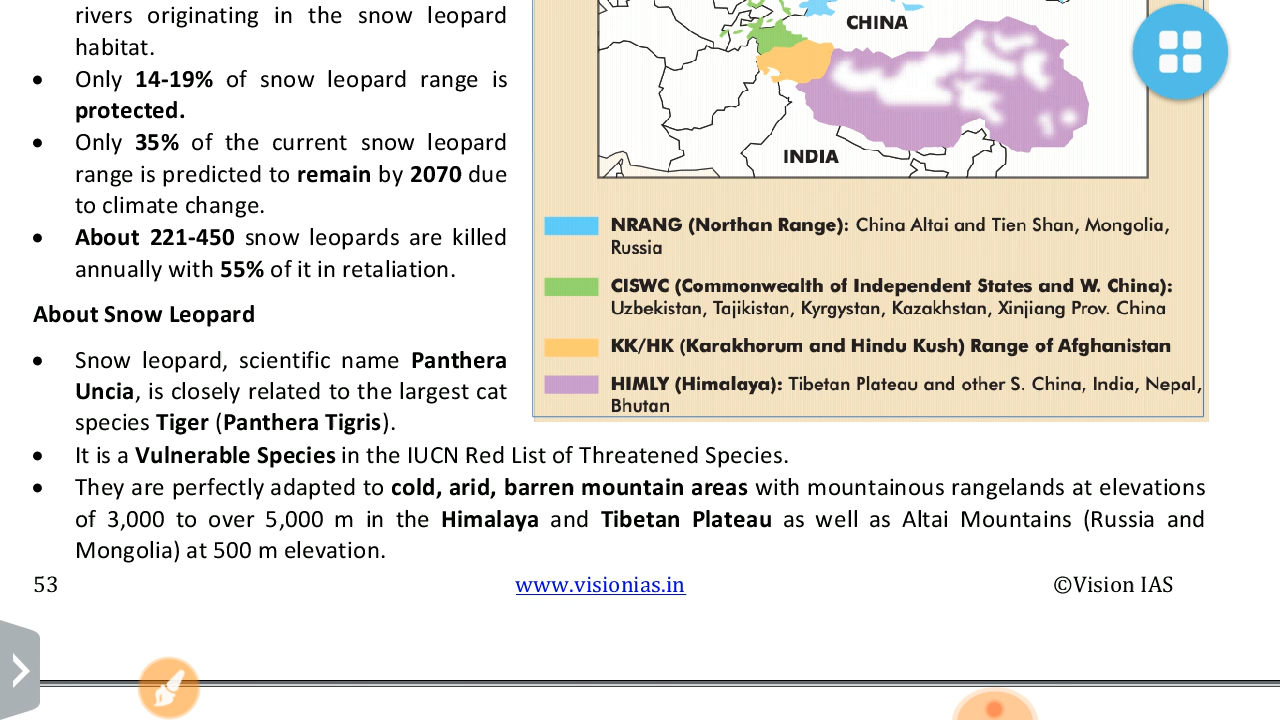 rivers originating in the snow leopard
habitat.
• Only 14-19% of snow leopard range is
protected.
• Only 35% of the current snow leopard
range is predicted to remain by 2070 due
to climate change.
• About 221-450 snow leopards are killed
annually with 55% of it in retaliation.
About Snow Leopard
• Snow leopard, scientific name Panthera
Uncia, is closely related to the largest cat
species Tiger (Panthera Tigris).
CHINA
INDIA
NRANG (Northan Range): China Altai and Tien Shan, Mongolia,
Russia
CISWC (Commonwealth of Independent States and W. China):
Uzbekistan, Tajikistan, Kyrgystan, Kazakhstan, Xinjiang Prov. China
KK/HK (Karakhorum and Hindu Kush) Range of Afghanistan
HIMLY (Himalaya): Tibetan Plateau and other S. China, India, Nepal,
Bhutan
• It is a Vulnerable Species in the IUCN Red List of Threatened Species.
• They are perfectly adapted to cold, arid, barren mountain areas with mountainous rangelands at elevations
of 3,000 to over 5,000 m in the Himalaya and Tibetan Plateau as well as Altai Mountains (Russia and
Mongolia) at 500 m elevation.
53 www.visionias.in ©Vision IAS